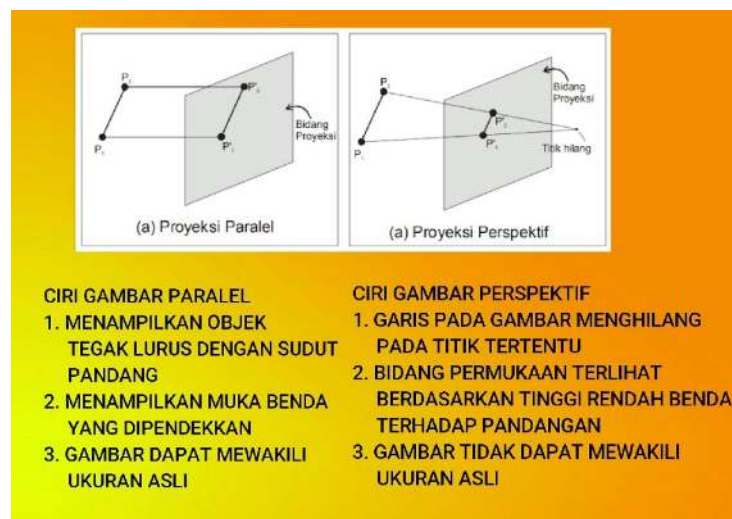 P₂
P'₂
P₁
P'₁
Bidang
Proyeksi
(a) Proyeksi Paralel
P₂
P'₂
P₁
P'₁
Bidang
Proyeksi
Titik hilang
(a) Proyeksi Perspektif
CIRI GAMBAR PARALEL
1. MENAMPILKAN OBJEK
TEGAK LURUS DENGAN SUDUT
PANDANG
2. MENAMPILKAN MUKA BENDA
YANG DIPENDEKKAN
3. GAMBAR DAPAT MEWAKILI
UKURAN ASLI
CIRI GAMBAR PERSPEKTIF
1. GARIS PADA GAMBAR MENGHILANG
PADA TITIK TERTENTU
2. BIDANG PERMUKAAN TERLIHAT
BERDASARKAN TINGGI RENDAH BENDA
TERHADAP PANDANGAN
3. GAMBAR TIDAK DAPAT MEWAKILI
UKURAN ASLI